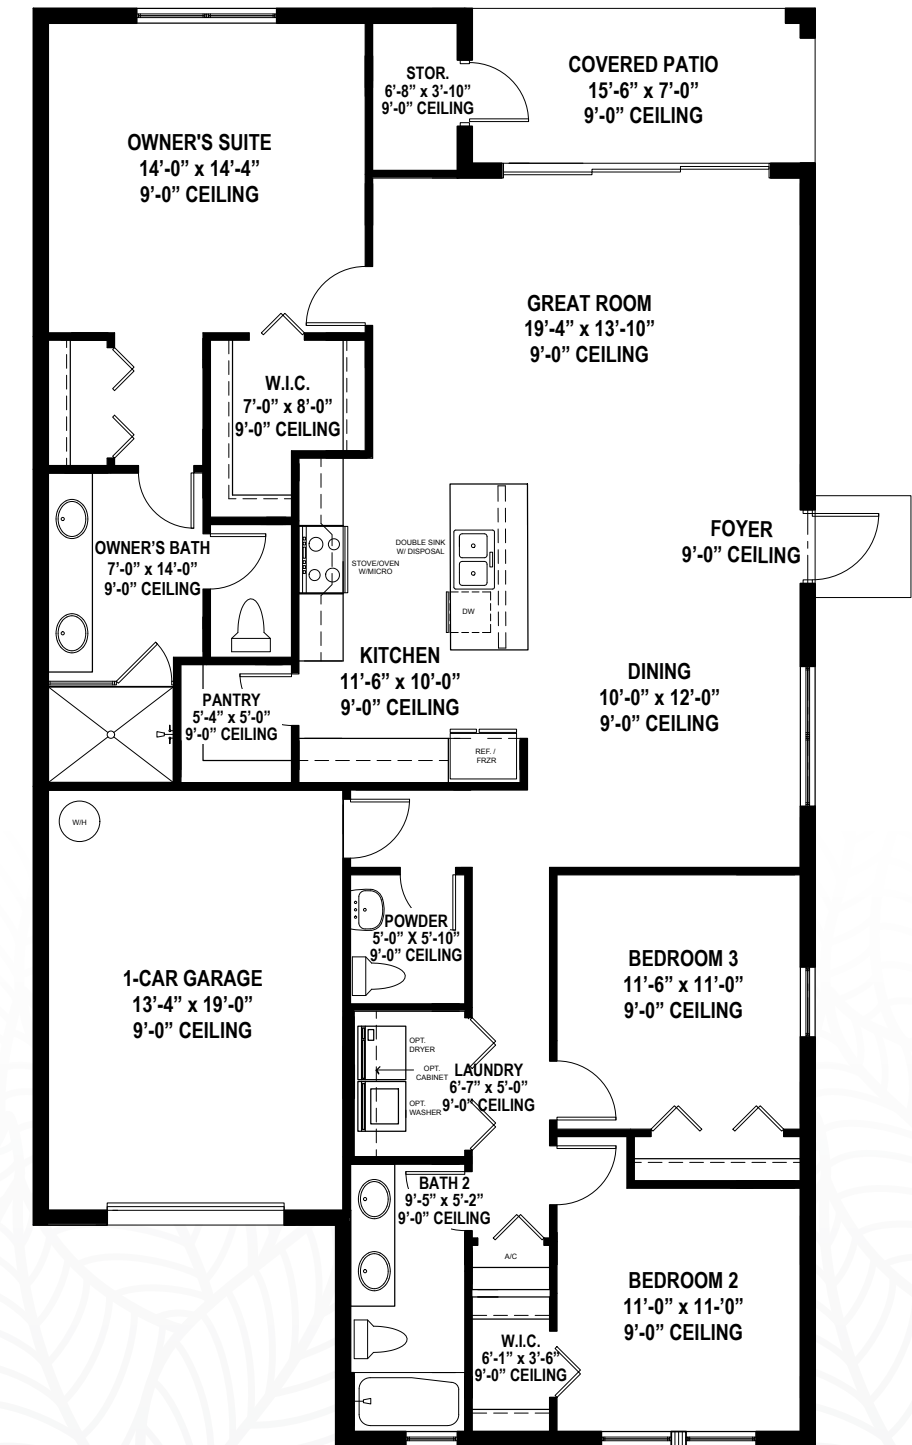 STOR.
6'-8” x 3'-10”
9'-0” CEILING
COVERED PATIO
15'-6” x 7'-0”
9'-0” CEILING
OWNER'S SUITE
14'-0” x 14'-4”
9'-0” CEILING
GREAT ROOM
19'-4” x 13'-10”
9'-0” CEILING
W.I.C.
7'-0” x 8'-0”
9'-0” CEILING
OWNER'S BATH
7'-0” x 14'-0”
9'-0” CEILING
STOVE/OVEN
W/MICRO
DOUBLE SINK
W/ DISPOSAL
DW
FOYER
9'-0” CEILING
KITCHEN
11'-6” x 10'-0”
9'-0” CEILING
DINING
10'-0” x 12'-0”
9'-0” CEILING
PANTRY
5'-4” x 5'-0”
9'-0” CEILING
REF. /
FRZR
W/H
POWDER
5'-0” X 5'-10”
9'-0” CEILING
1-CAR GARAGE
13'-4” x 19'-0”
9'-0” CEILING
BEDROOM 3
11'-6” x 11'-0”
9'-0” CEILING
OPT.
DRYER
OPT.
CABINET
OPT.
WASHER
LAUNDRY
6'-7” x 5'-0”
9'-0” CEILING
BATH 2
9'-5” x 5'-2”
9'-0” CEILING
A/C
BEDROOM 2
11'-0” x 11-'0”
9'-0” CEILING
W.I.C.
6'-1” x 3'-6”
9'-0” CEILING